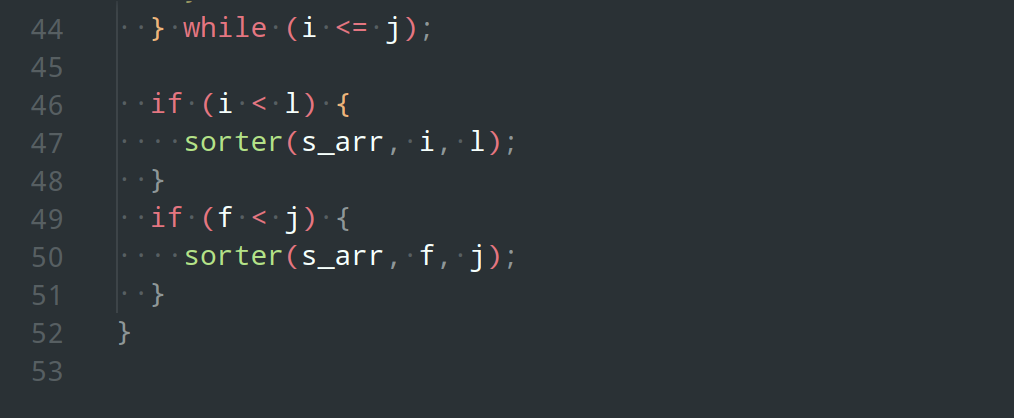 44 } while (i <= j);
45
46 if (i < l) {
47 sorter(s_arr, i, l);
48 }
49 if (f < j) {
50 sorter(s_arr, f, j);
51 }
52 }
53